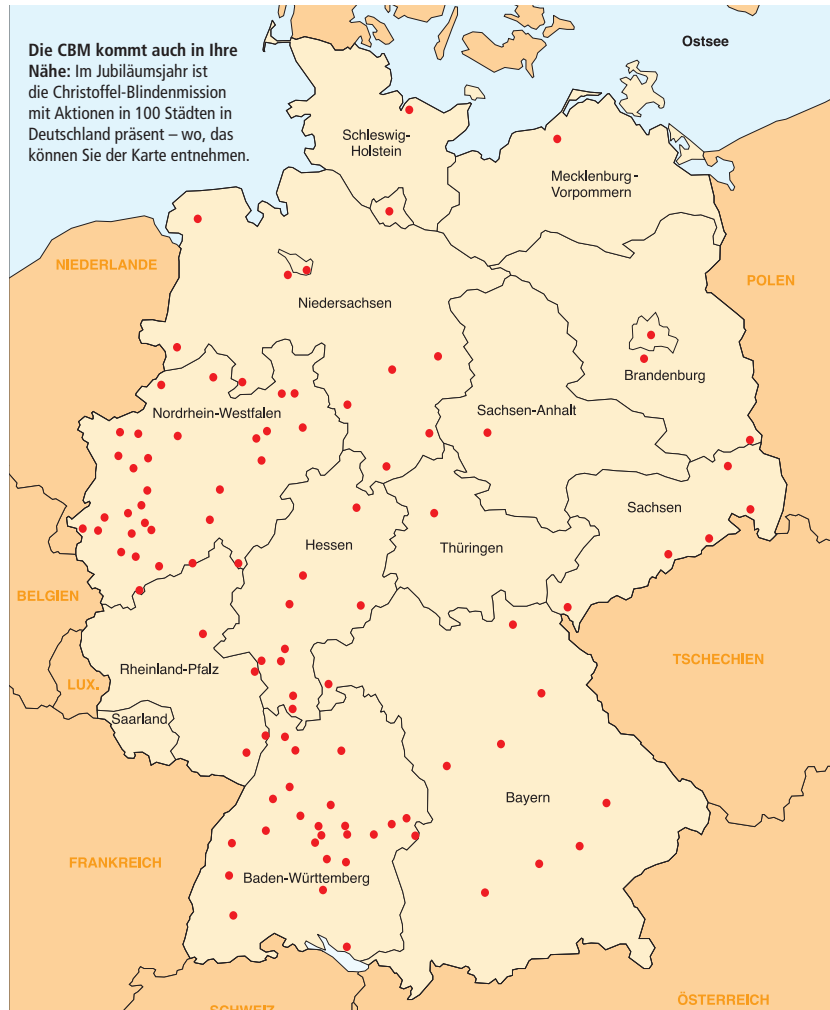 Die CBM kommt auch in Ihre
Nähe: Im Jubiläumsjahr ist
die Christoffel-Blindenmission
mit Aktionen in 100 Städten in
Deutschland präsent – wo, das
können Sie der Karte entnehmen.
Ostsee
Schleswig-
Holstein
Mecklenburg-
Vorpommern
NIEDERLANDE
POLEN
Niedersachsen
Brandenburg
Nordrhein-Westfalen
Sachsen-Anhalt
Sachsen
Hessen
Thüringen
BELGIEN
TSCHECHIEN
Rheinland-Pfalz
LUX.
Saarland
Bayern
FRANKREICH
Baden-Württemberg
ÖSTERREICH
SCHWEIZ